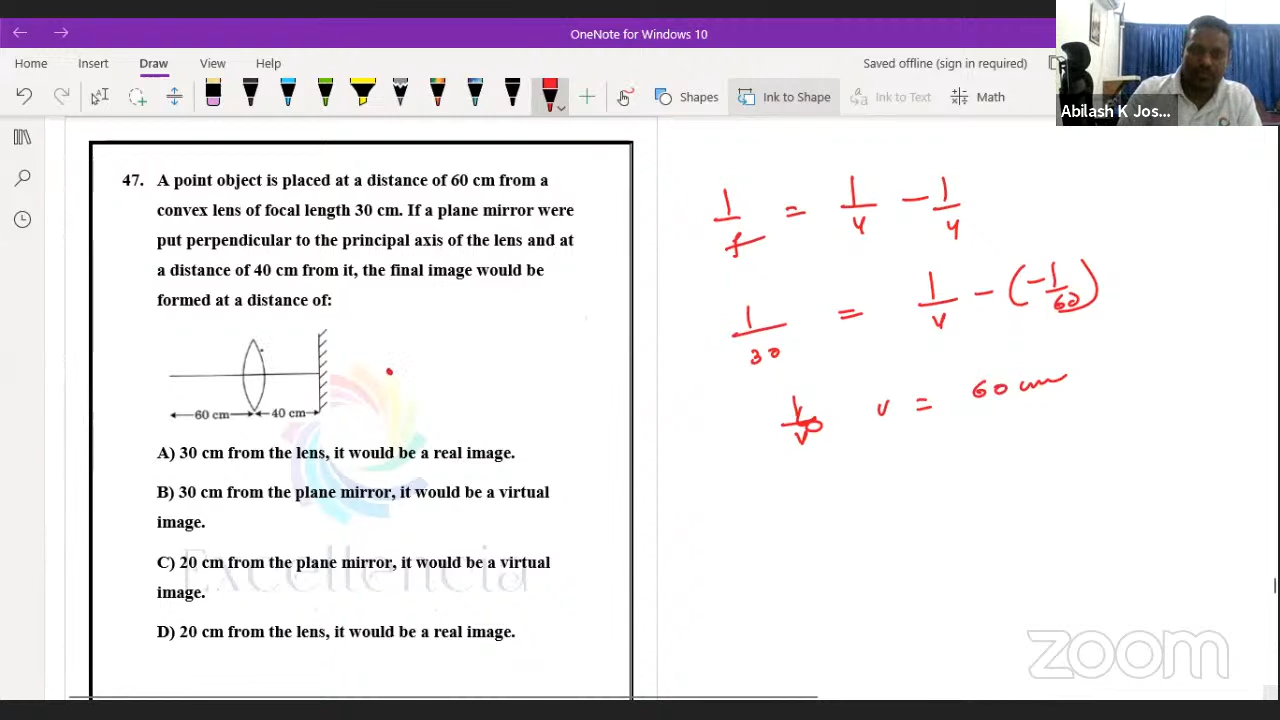 OneNote for Windows 10
Home Insert Draw View Help
Saved offline (sign in required)
Shapes
Ink to Shape
Ink to Text
Math
Abilash K Jos...
47. A point object is placed at a distance of 60 cm from a
convex lens of focal length 30 cm. If a plane mirror were
put perpendicular to the principal axis of the lens and at
a distance of 40 cm from it, the final image would be
formed at a distance of:
60 cm 40 cm
A) 30 cm from the lens, it would be a real image.
B) 30 cm from the plane mirror, it would be a virtual
image.
C) 20 cm from the plane mirror, it would be a virtual
image.
D) 20 cm from the lens, it would be a real image.
Excellencia
1/f = 1/v - 1/u
1/30 = 1/v - (-1/60)
v = 60 cm
zoom